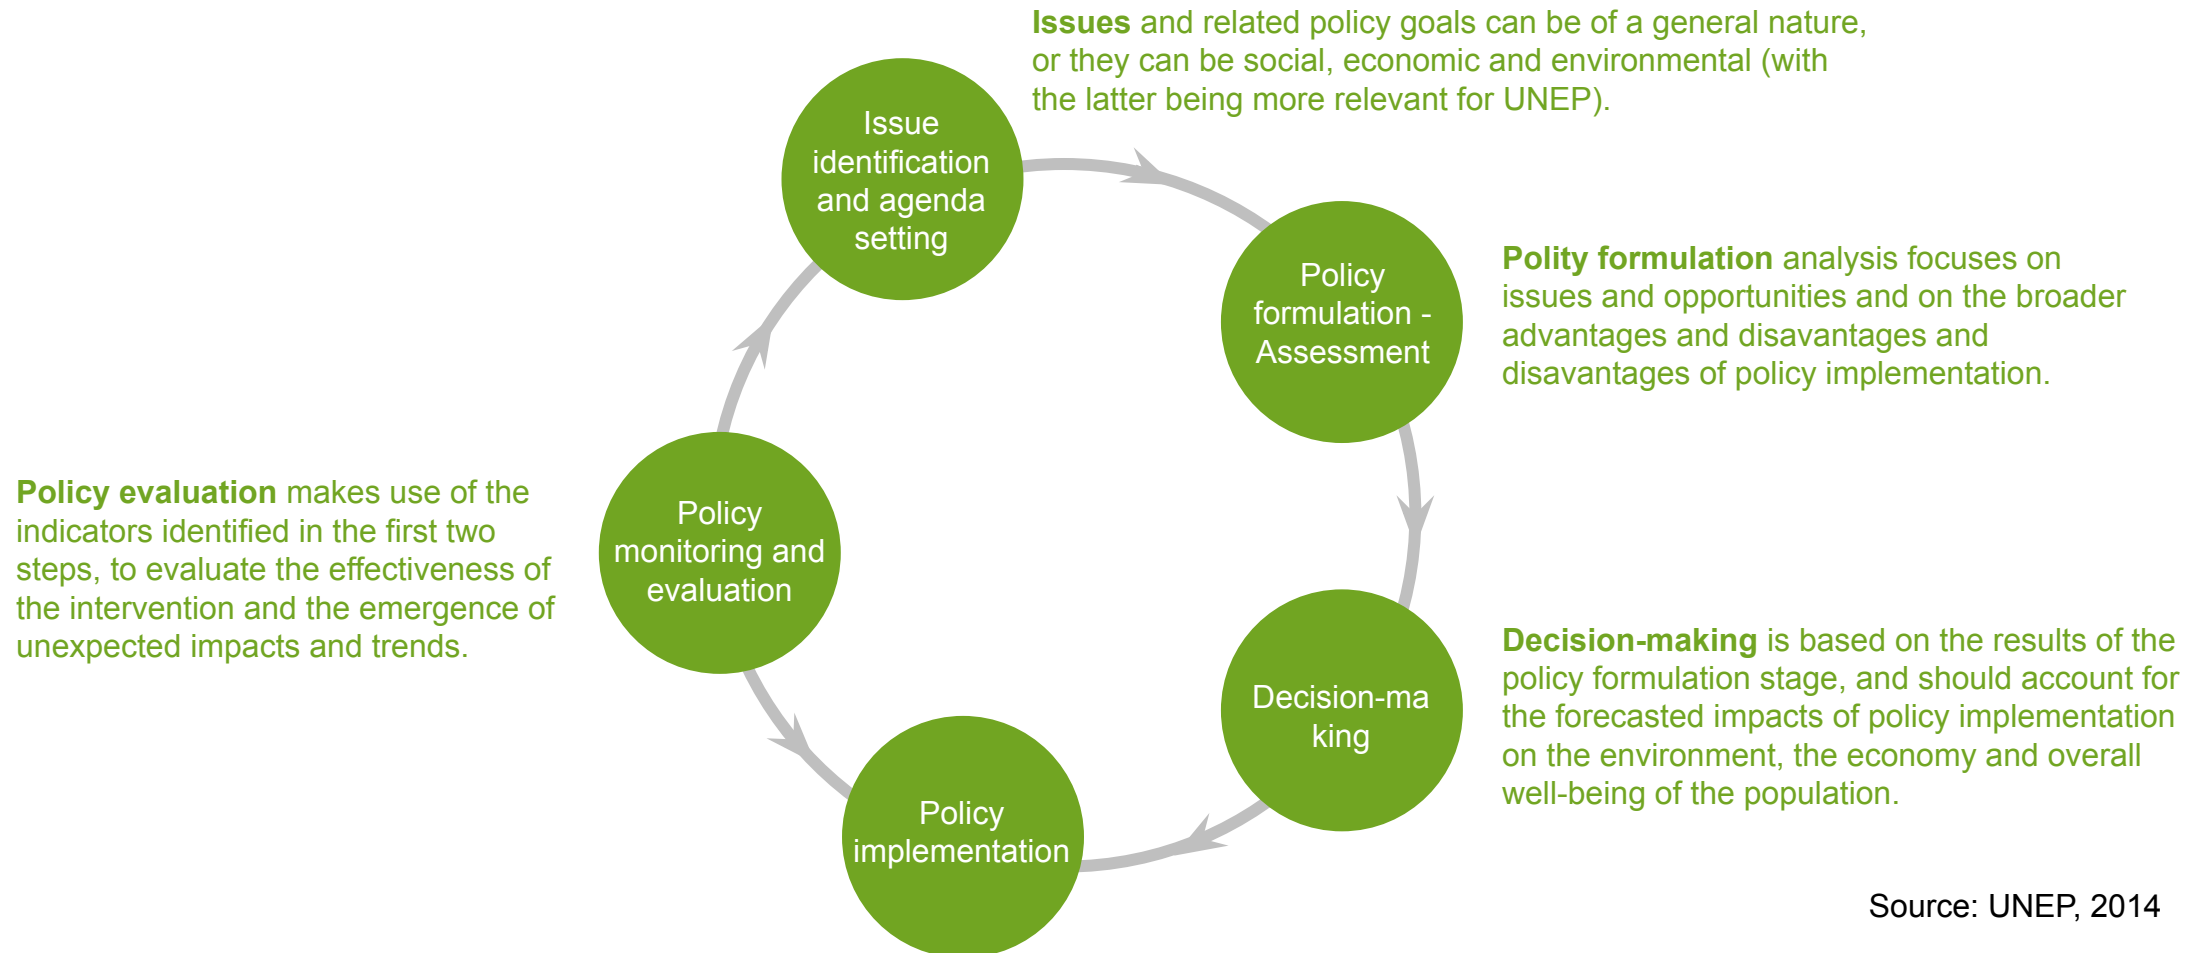 Issues and related policy goals can be of a general nature,
or they can be social, economic and environmental (with
the latter being more relevant for UNEP).
Issue
identification
and agenda
setting
Policy
formulation -
Assessment
Polity formulation analysis focuses on
issues and opportunities and on the broader
advantages and disavantages and
disavantages of policy implementation.
Policy evaluation makes use of the
indicators identified in the first two
steps, to evaluate the effectiveness of
the intervention and the emergence of
unexpected impacts and trends.
Policy
monitoring and
evaluation
Decision-ma
king
Decision-making is based on the results of the
policy formulation stage, and should account for
the forecasted impacts of policy implementation
on the environment, the economy and overall
well-being of the population.
Policy
implementation
Source: UNEP, 2014